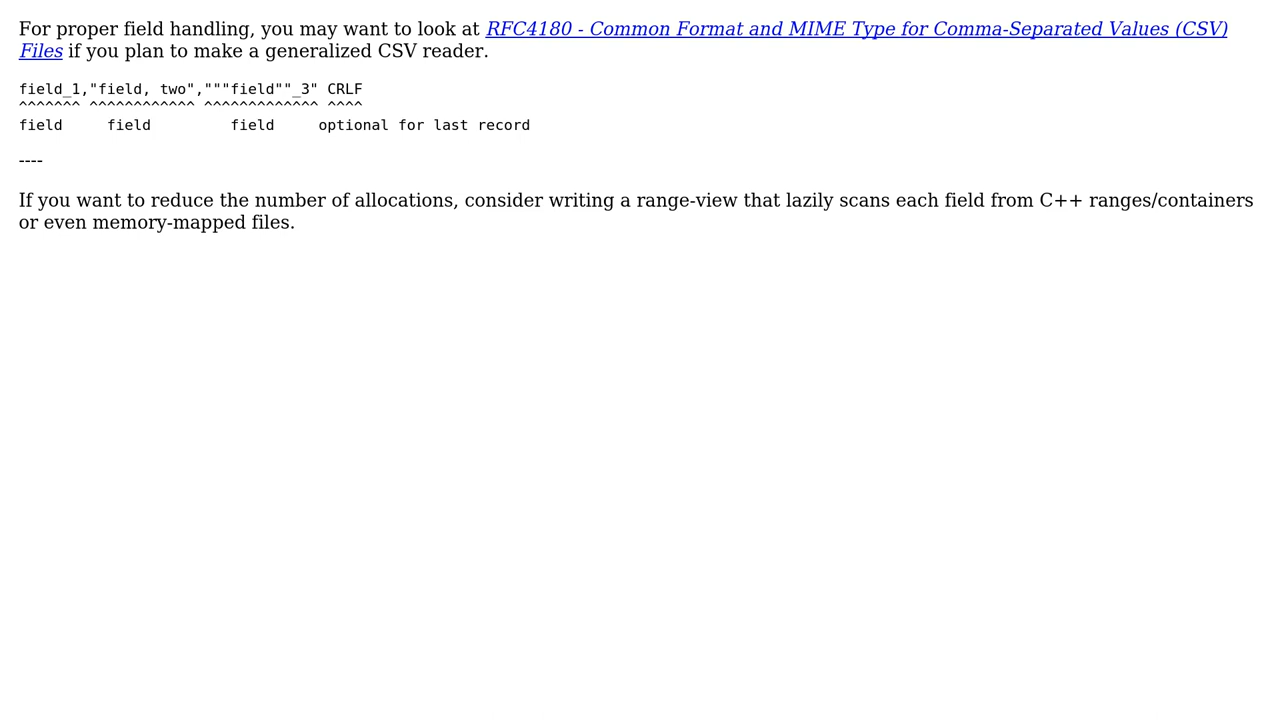 For proper field handling, you may want to look at RFC4180 - Common Format and MIME Type for Comma-Separated Values (CSV)
Files if you plan to make a generalized CSV reader.
field_1,"field, two","""field""_3" CRLF
^^^^^^^ ^^^^^^^^^^^^ ^^^^^^^^^^^^^ ^^^^
field     field         field     optional for last record
----
If you want to reduce the number of allocations, consider writing a range-view that lazily scans each field from C++ ranges/containers
or even memory-mapped files.